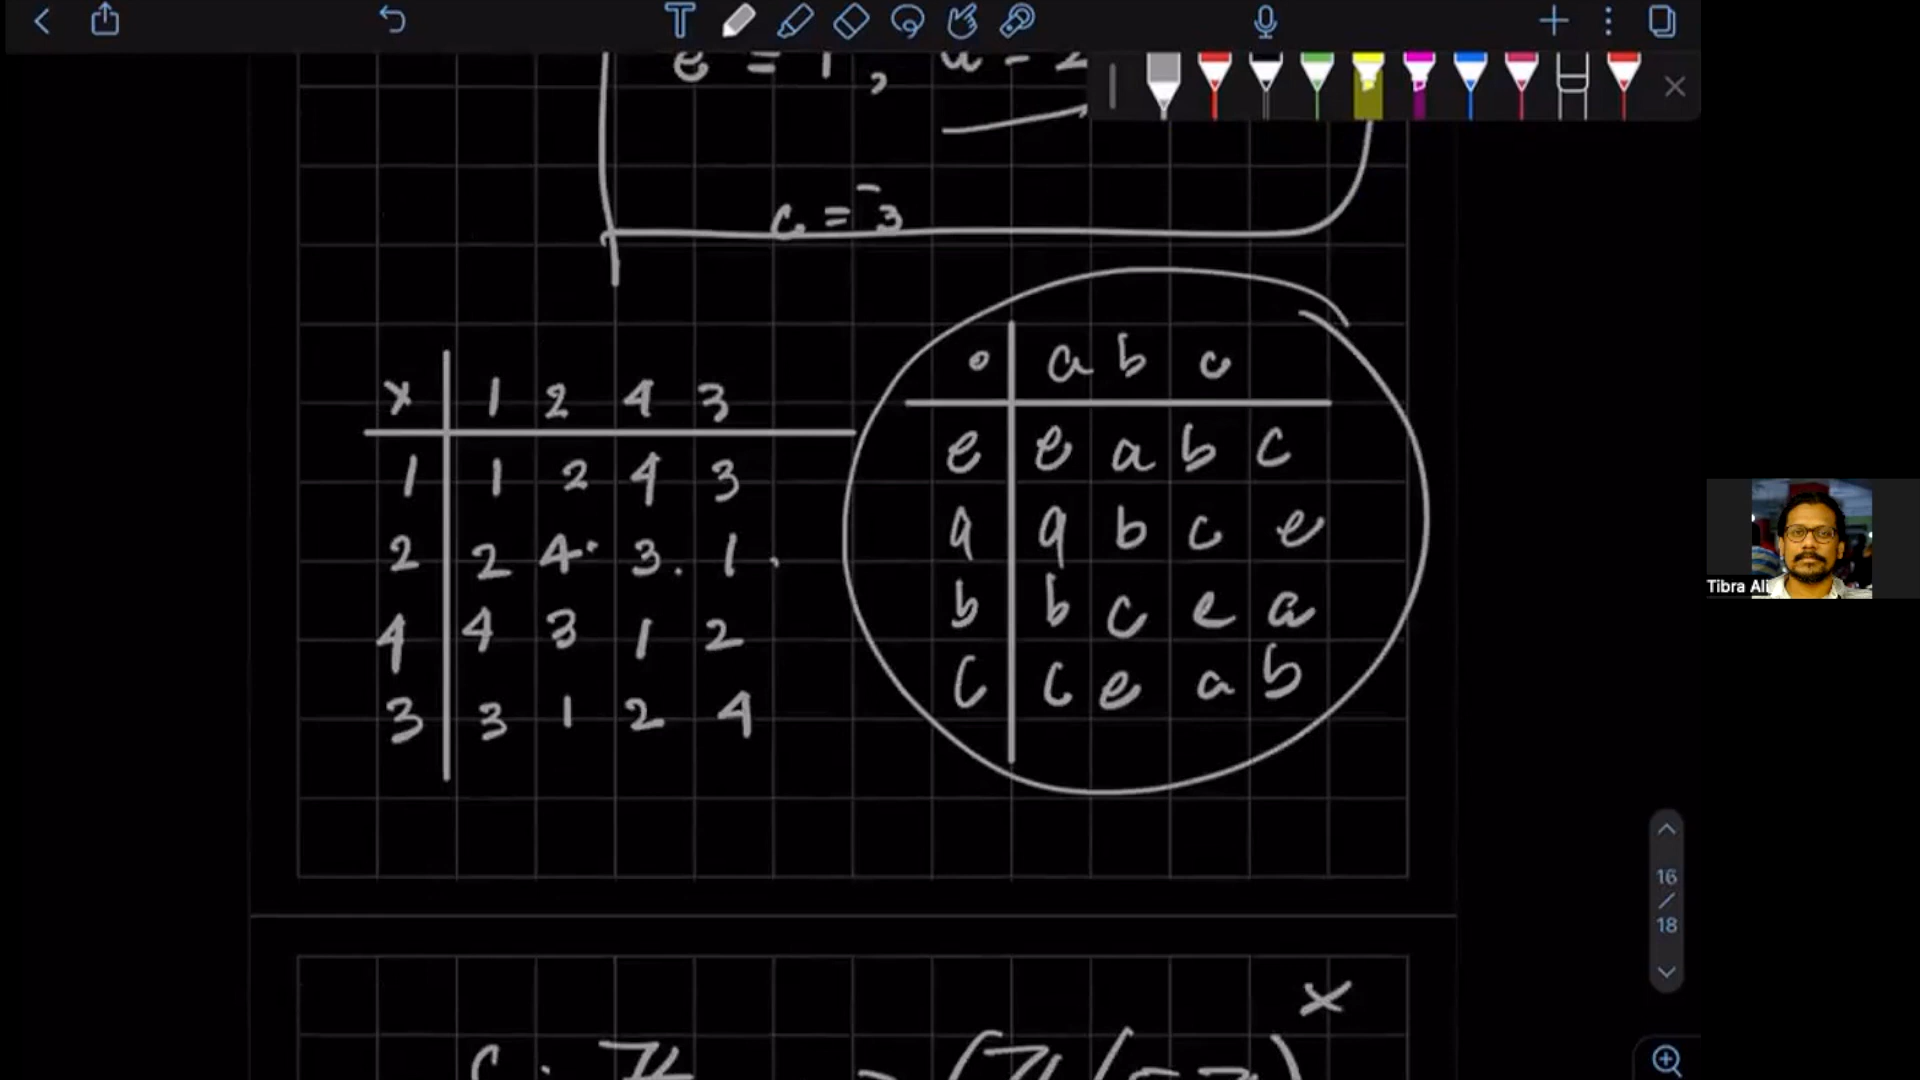 T
e = 1 ,
c = 3
x 1 2 4 3
1 1 2 4 3
2 2 4 3 1
4 4 3 1 2
3 3 1 2 4
o a b c
e e a b c
a a b c e
b b c e a
c c e a b
Tibra Ali
16
/
18
x